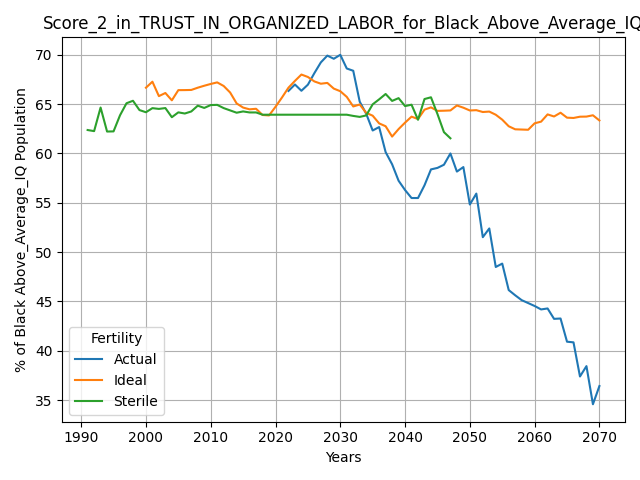 Score_2_in_TRUST_IN_ORGANIZED_LABOR_for_Black_Above_Average_IQ
% of Black Above_Average_IQ Population
70
65
60
55
50
45
40
35
Fertility
Actual
Ideal
Sterile
1990 2000 2010 2020 2030 2040 2050 2060 2070
Years